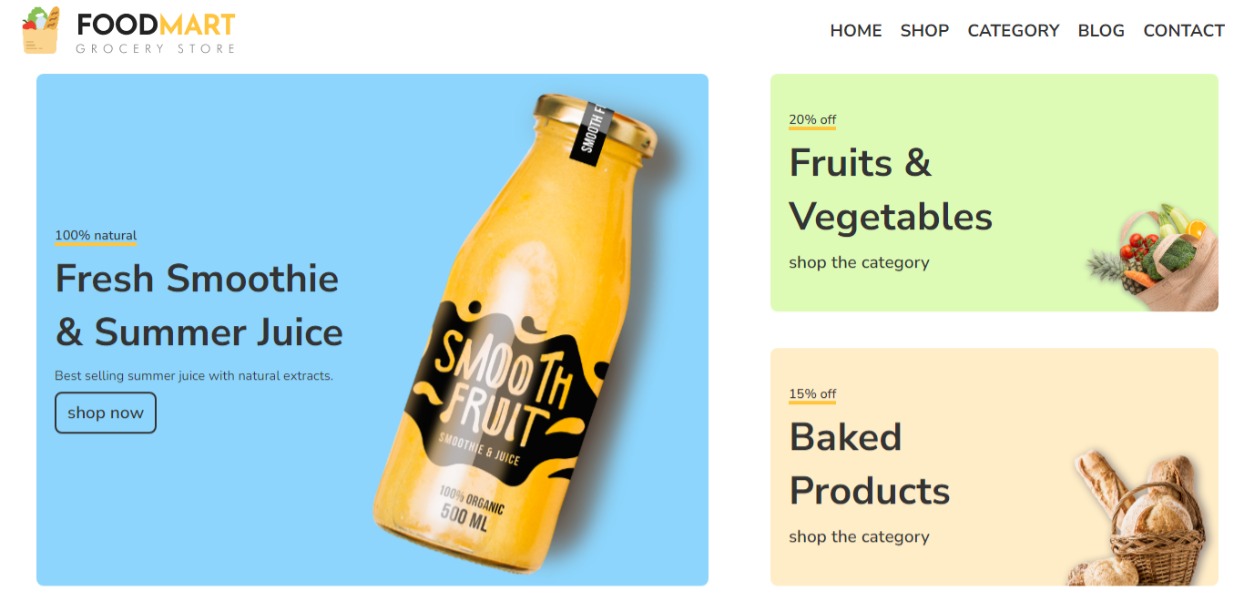 FOODMART
GROCERY STORE
HOME SHOP CATEGORY BLOG CONTACT
100% natural
Fresh Smoothie
& Summer Juice
Best selling summer juice with natural extracts.
shop now
SMOOTH F
SMOOTH
FRUIT
SMOOTHIE & JUICE
100% ORGANIC
500 ML
20% off
Fruits &
Vegetables
shop the category
15% off
Baked
Products
shop the category